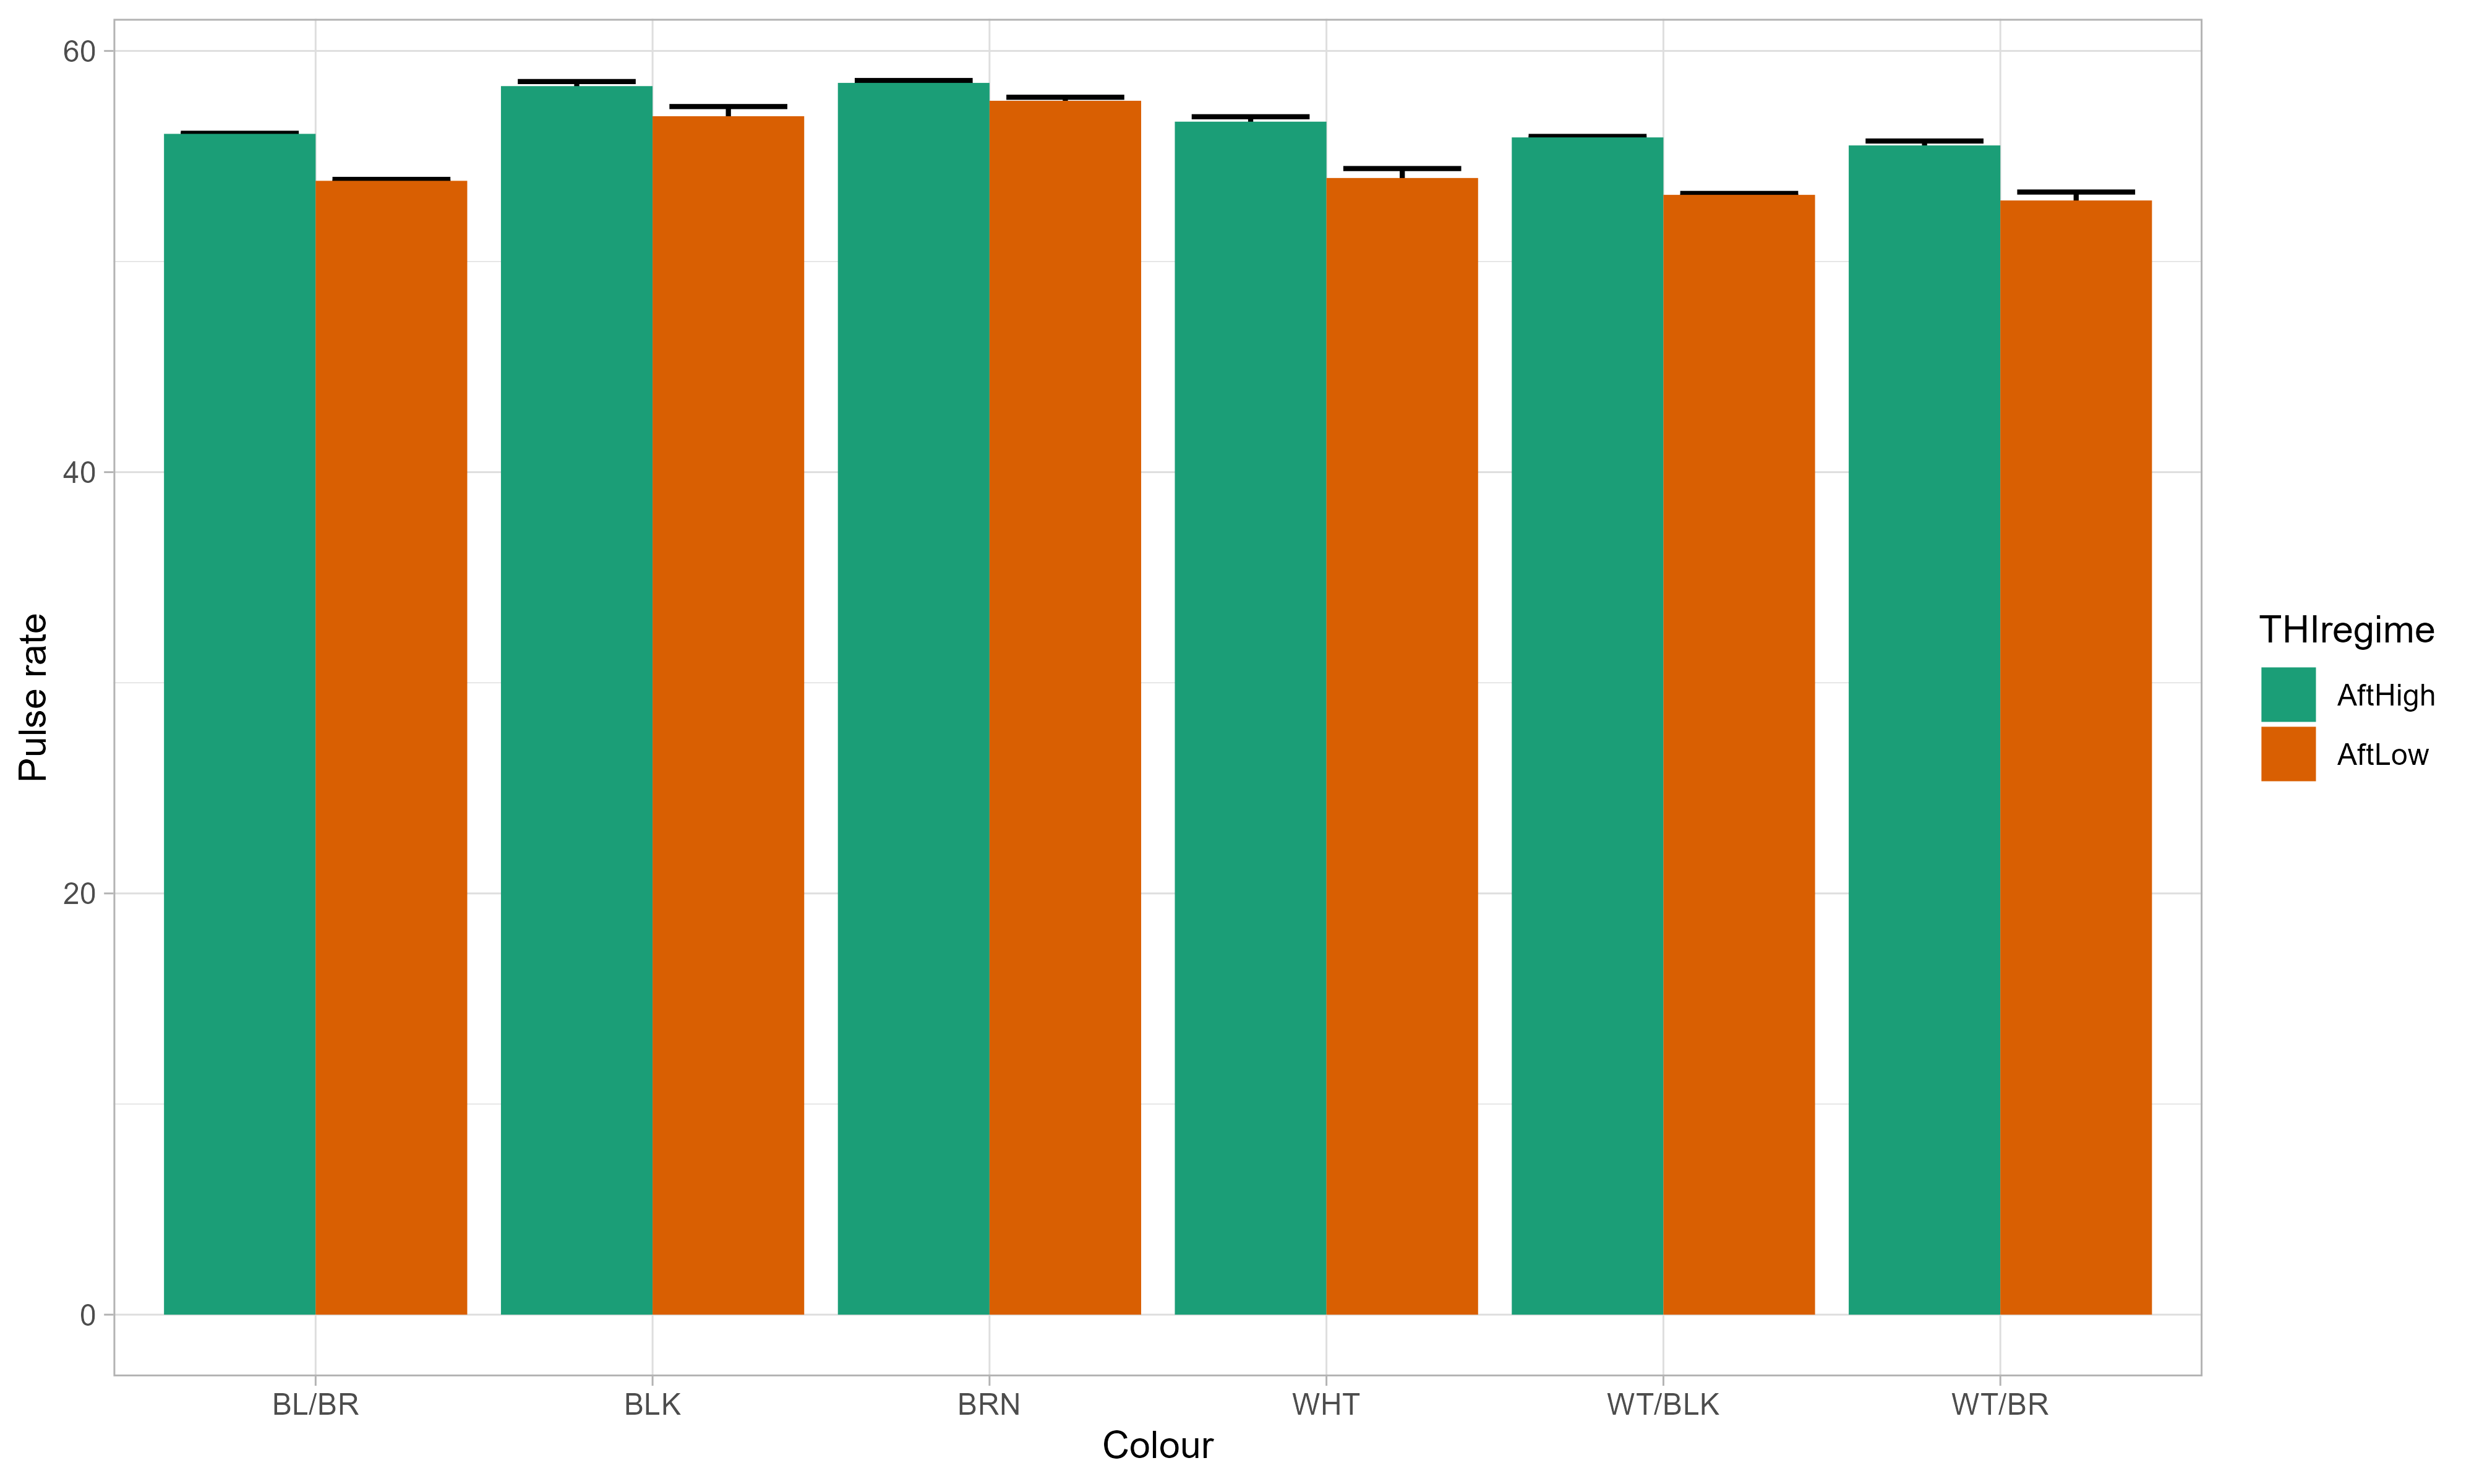 60
40
20
0
Pulse rate
BL/BR BLK BRN WHT WT/BLK WT/BR
Colour
THIregime
AftHigh
AftLow